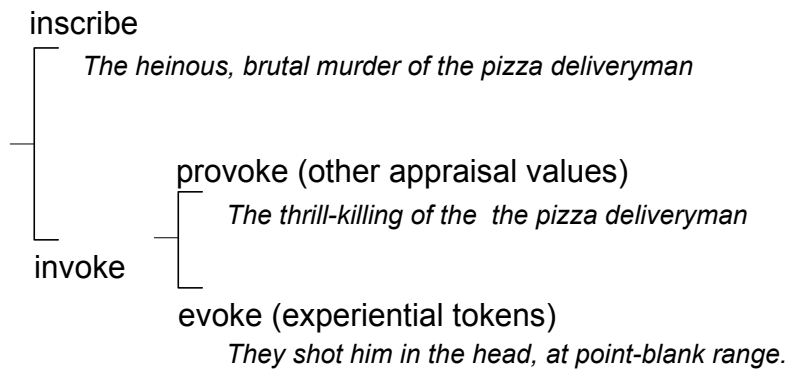 inscribe
The heinous, brutal murder of the pizza deliveryman
provoke (other appraisal values)
The thrill-killing of the the pizza deliveryman
invoke
evoke (experiential tokens)
They shot him in the head, at point-blank range.